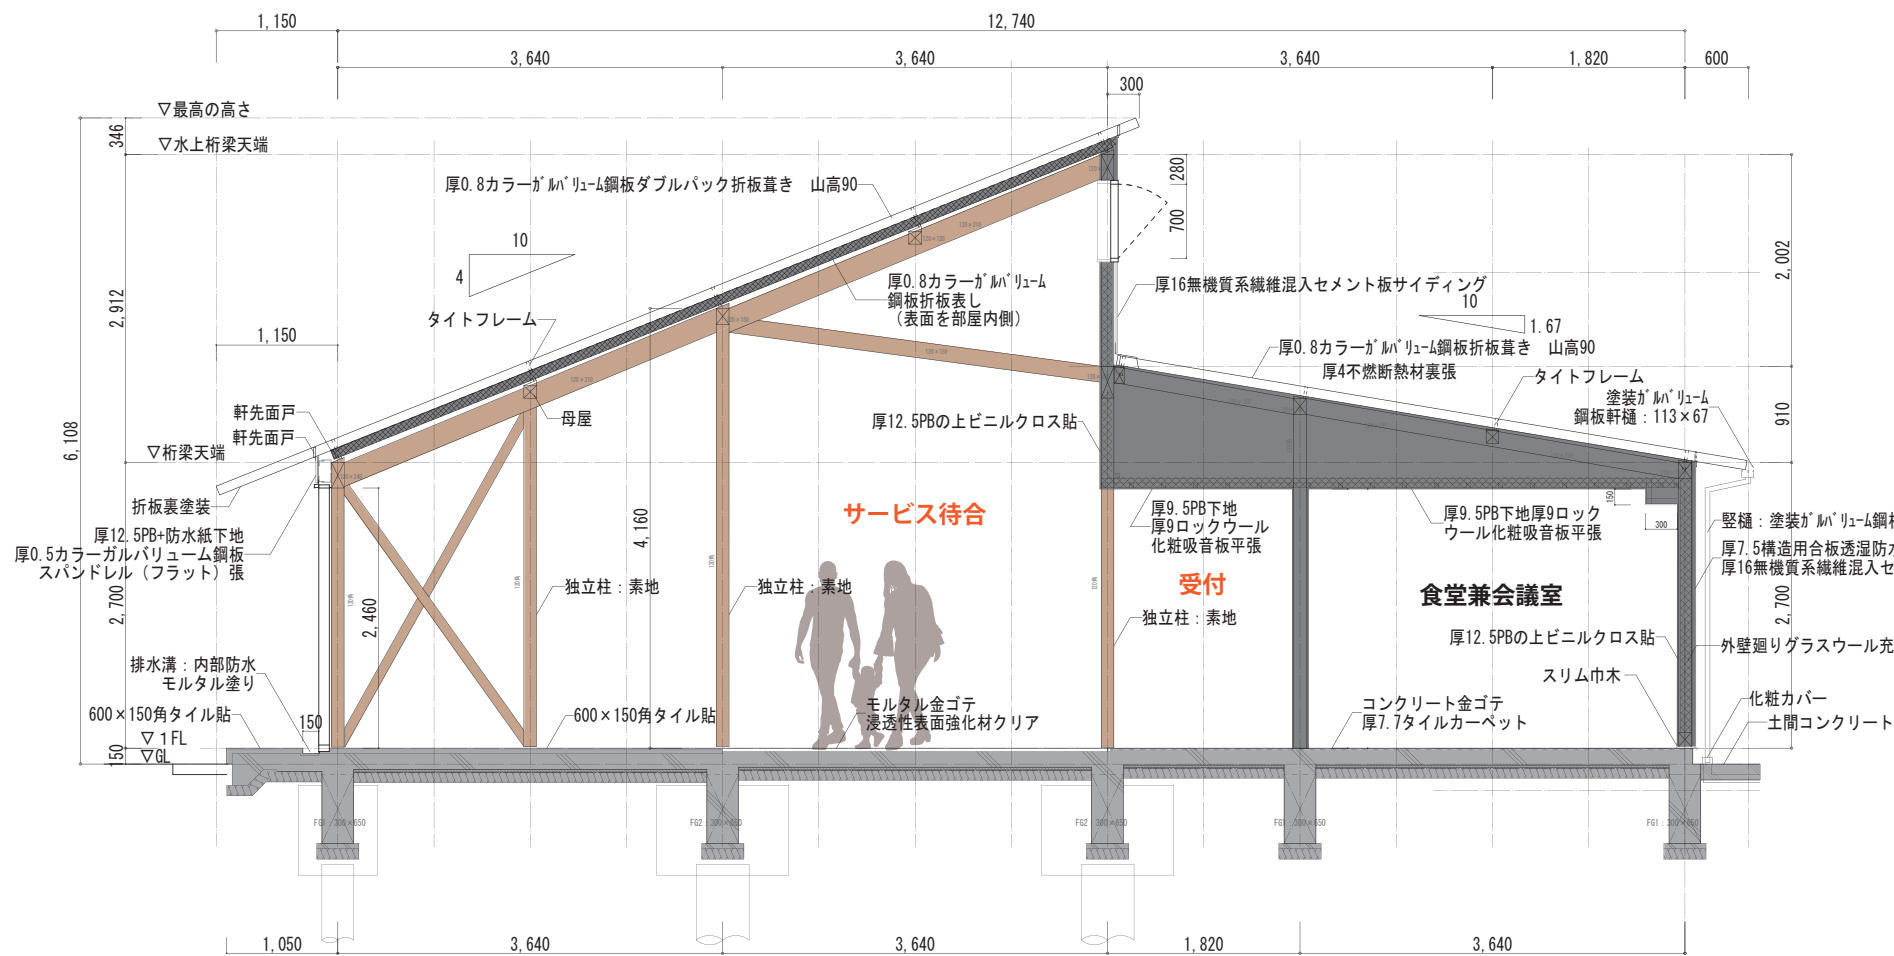 1,150
12,740
3,640
3,640
3,640
1,820
600
300
▽最高の高さ
346
▽水上桁梁天端
厚0.8カラーガルバリューム鋼板ダブルパック折板葺き 山高90
280
700
10
4
2,002
厚0.8カラーガルバリューム
鋼板折板表し
(表面を部屋内側)
厚16無機質系繊維混入セメント板サイディング
10
1.67
2,912
タイトフレーム
1,150
厚0.8カラーガルバリューム鋼板折板葺き 山高90
厚4不燃断熱材裏張
タイトフレーム
塗装ガルバリューム
鋼板軒樋:113×67
910
軒先面戸
軒先面戸
母屋
厚12.5PBの上ビニルクロス貼
6,108
▽桁梁天端
折板裏塗装
サービス待合
4,160
厚9.5PB下地
厚9ロックウール
化粧吸音板平張
厚9.5PB下地厚9ロック
ウール化粧吸音板平張
150
300
竪樋:塗装ガルバリューム鋼
厚12.5PB+防水紙下地
厚0.5カラーガルバリューム鋼板
スパンドレル(フラット)張
厚7.5構造用合板透湿防
厚16無機質系繊維混入セ
受付
食堂兼会議室
独立柱:素地
独立柱:素地
独立柱:素地
2,700
2,460
2,700
厚12.5PBの上ビニルクロス貼
外壁廻りグラスウール充
排水溝:内部防水
モルタル塗り
スリム巾木
600×150角タイル貼
150
600×150角タイル貼
モルタル金ゴテ
浸透性表面強化材クリア
コンクリート金ゴテ
厚7.7タイルカーペット
化粧カバー
土間コンクリート
▽1FL
150
▽GL
FG1:300×650
FG2:300×650
FG2:300×650
FG1:300×650
FG1:300×650
1,050
3,640
3,640
1,820
3,640